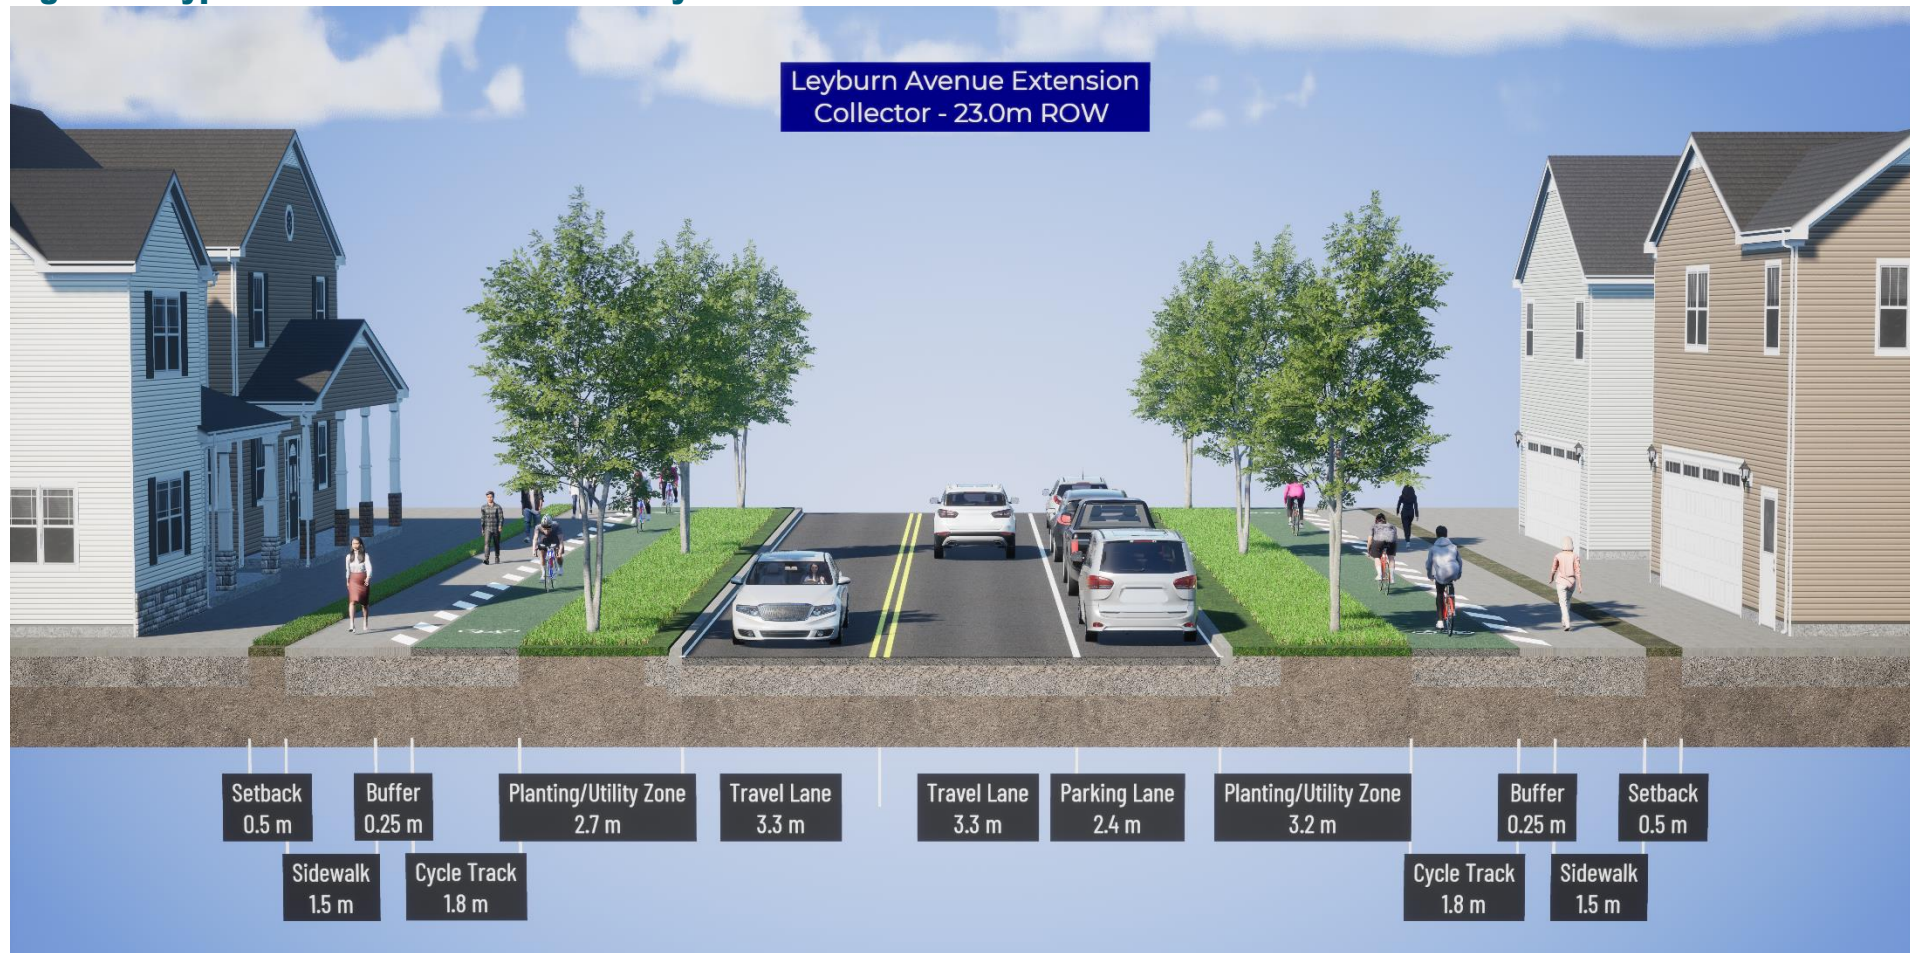 Leyburn Avenue Extension
Collector - 23.0m ROW
Setback
0.5 m
Sidewalk
1.5 m
Buffer
0.25 m
Cycle Track
1.8 m
Planting/Utility Zone
2.7 m
Travel Lane
3.3 m
Travel Lane
3.3 m
Parking Lane
2.4 m
Planting/Utility Zone
3.2 m
Cycle Track
1.8 m
Buffer
0.25 m
Sidewalk
1.5 m
Setback
0.5 m